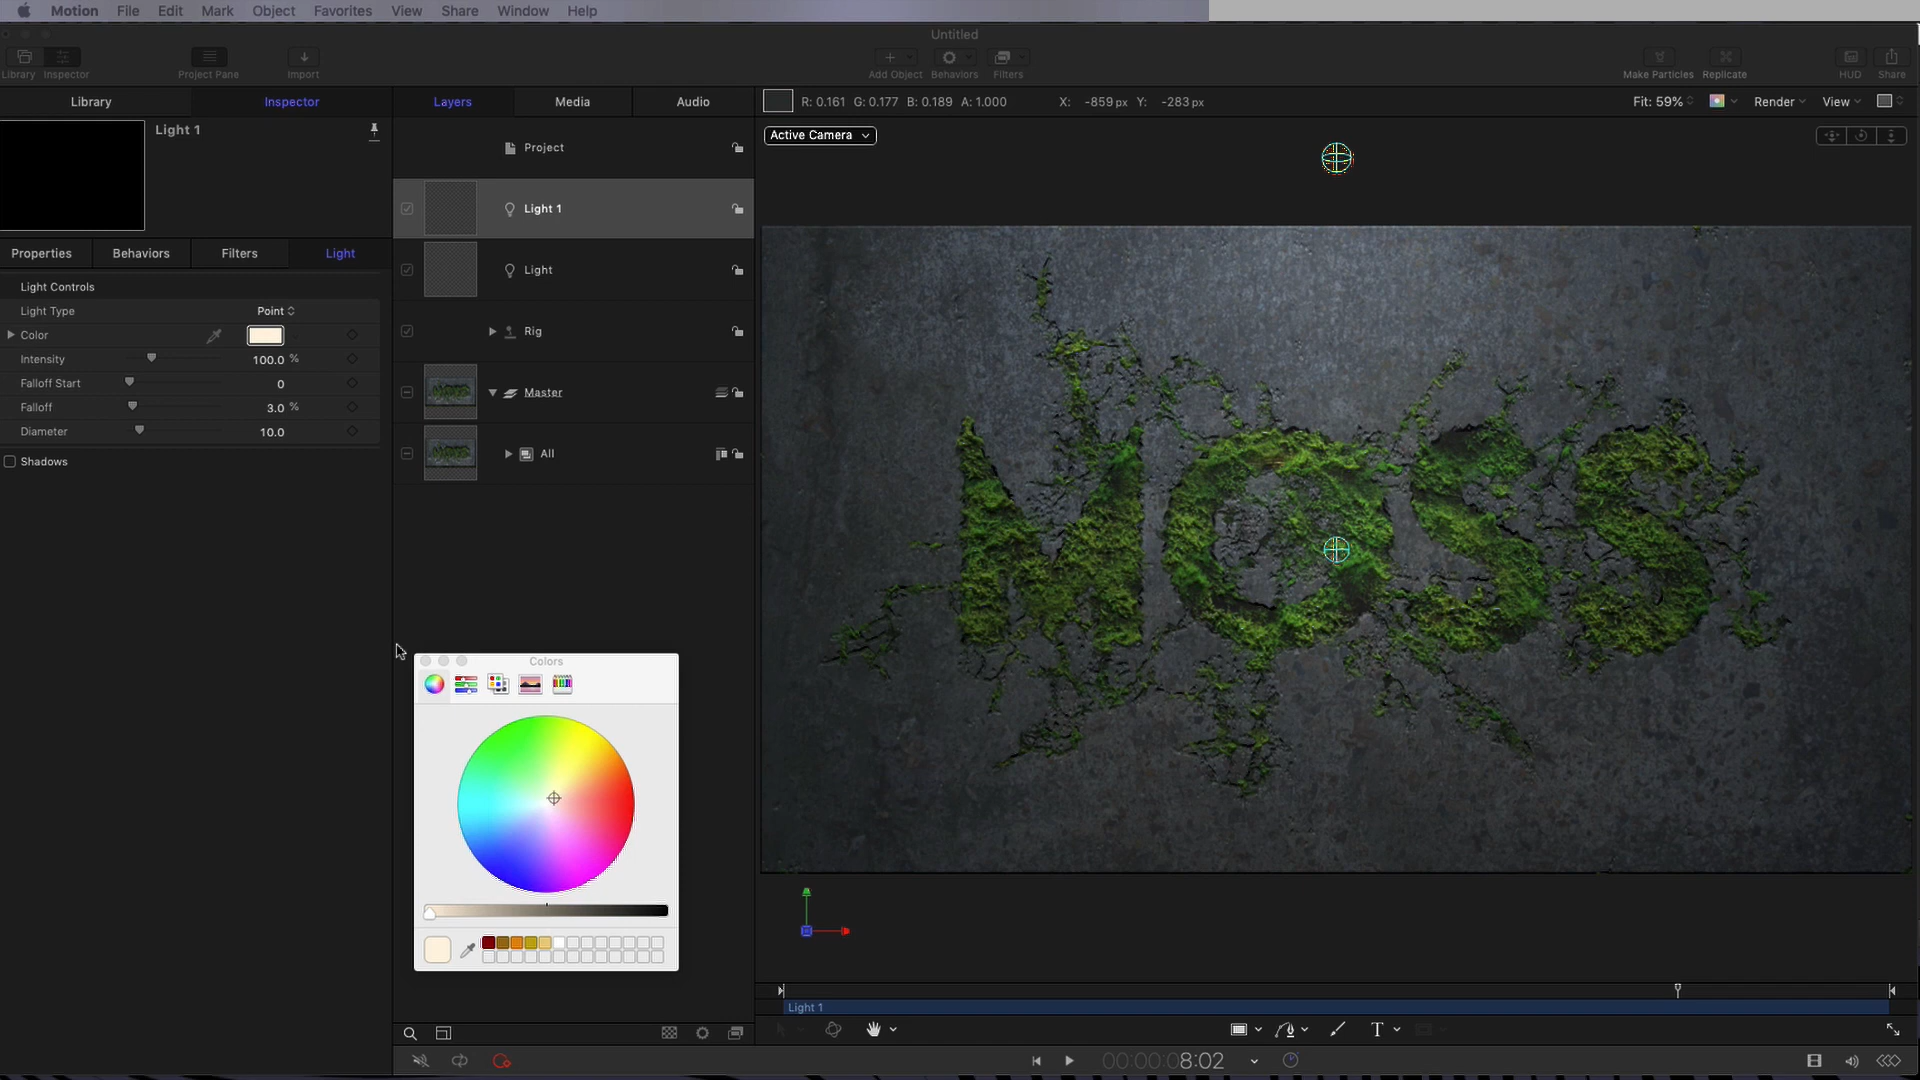 Motion File Edit Mark Object Favorites View Share Window Help
Untitled
Library Inspector Project Pane Import Add Object Behaviors Filters Make Particles Replicate HUD Share
Library Inspector Layers Media Audio R: 0.161 G: 0.177 B: 0.189 A: 1.000 X: -859 px Y: -283 px Fit: 59% Render View
Light 1
Active Camera
Project
Light 1
Light
Rig
Master
All
Properties Behaviors Filters Light
Light Controls
Light Type Point
Color
Intensity 100.0 %
Falloff Start 0
Falloff 3.0 %
Diameter 10.0
Shadows
MOSS
Colors
Light 1
T
00:00:08:02